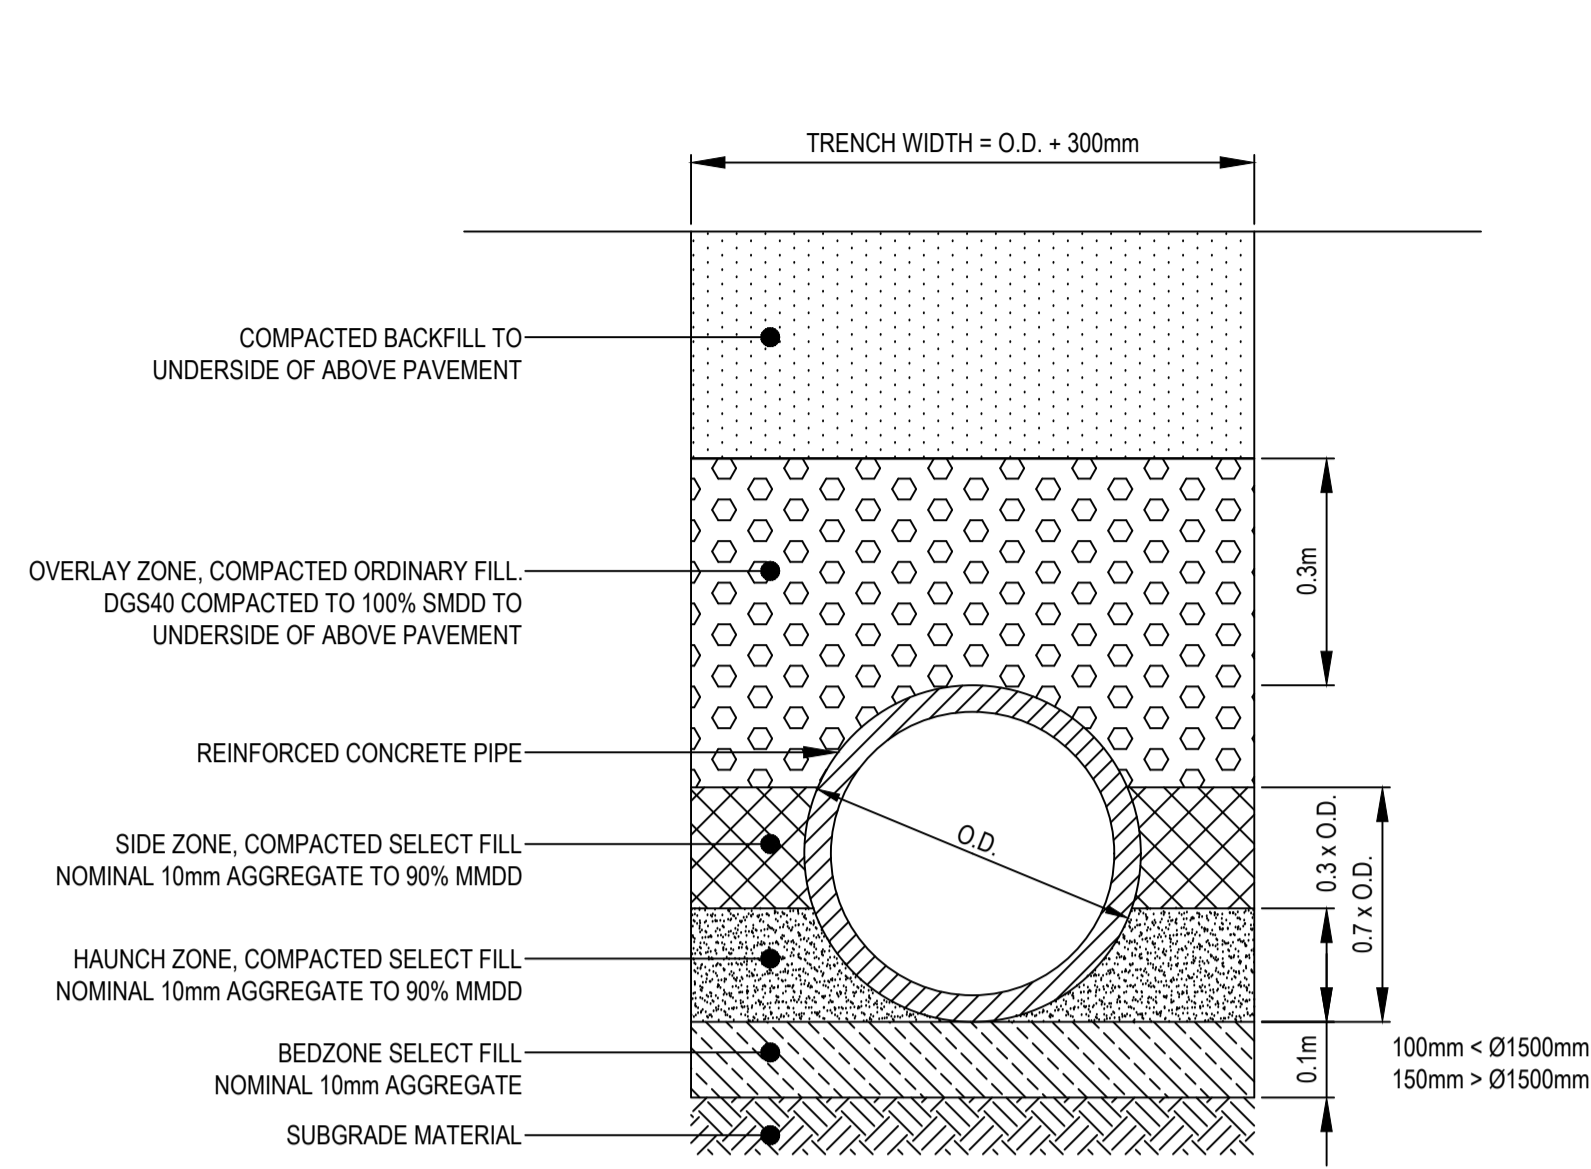 TRENCH WIDTH = O.D. + 300mm
COMPACTED BACKFILL TO
UNDERSIDE OF ABOVE PAVEMENT
OVERLAY ZONE, COMPACTED ORDINARY FILL.
DGS40 COMPACTED TO 100% SMDD TO
UNDERSIDE OF ABOVE PAVEMENT
0.3m
REINFORCED CONCRETE PIPE
O.D.
SIDE ZONE, COMPACTED SELECT FILL
NOMINAL 10mm AGGREGATE TO 90% MMDD
0.3 x O.D.
0.7 x O.D.
HAUNCH ZONE, COMPACTED SELECT FILL
NOMINAL 10mm AGGREGATE TO 90% MMDD
BEDZONE SELECT FILL
NOMINAL 10mm AGGREGATE
0.1m
100mm < Ø1500mm
150mm > Ø1500mm
SUBGRADE MATERIAL